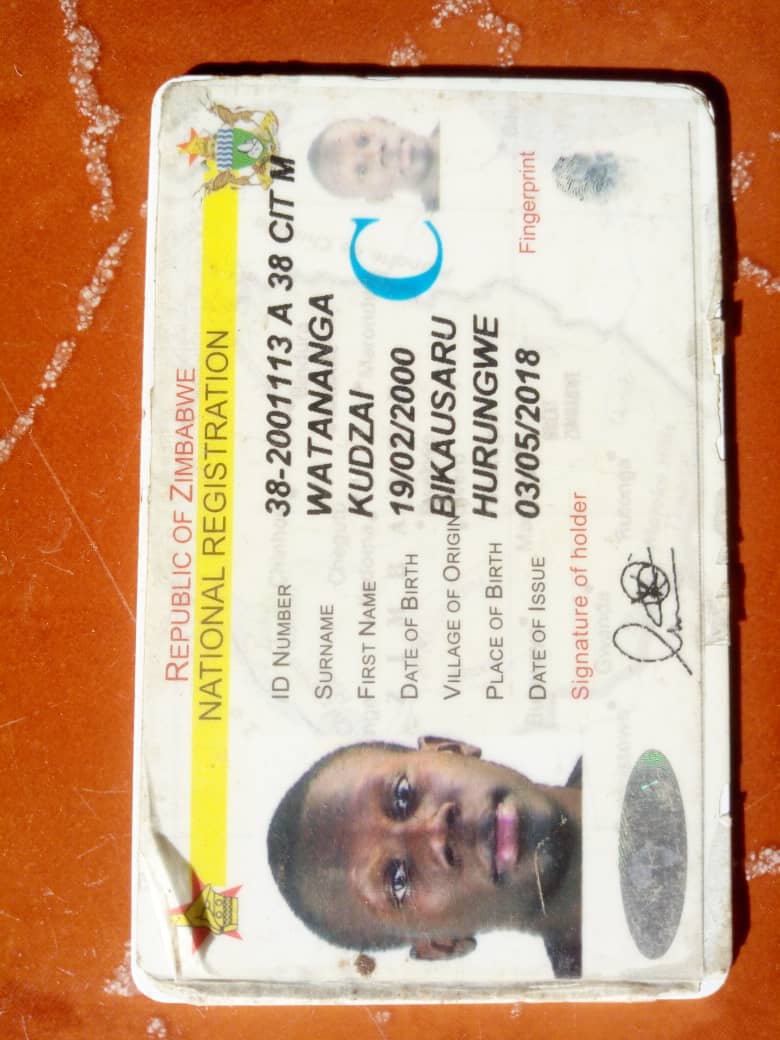 REPUBLIC OF ZIMBABWE
NATIONAL REGISTRATION
ID NUMBER 38-2001113 A 38 CIT M
SURNAME WATANANGA
FIRST NAME KUDZAI
DATE OF BIRTH 19/02/2000
VILLAGE OF ORIGIN BIKAUSARU
PLACE OF BIRTH HURUNGWE
DATE OF ISSUE 03/05/2018
C
Signature of holder
Fingerprint